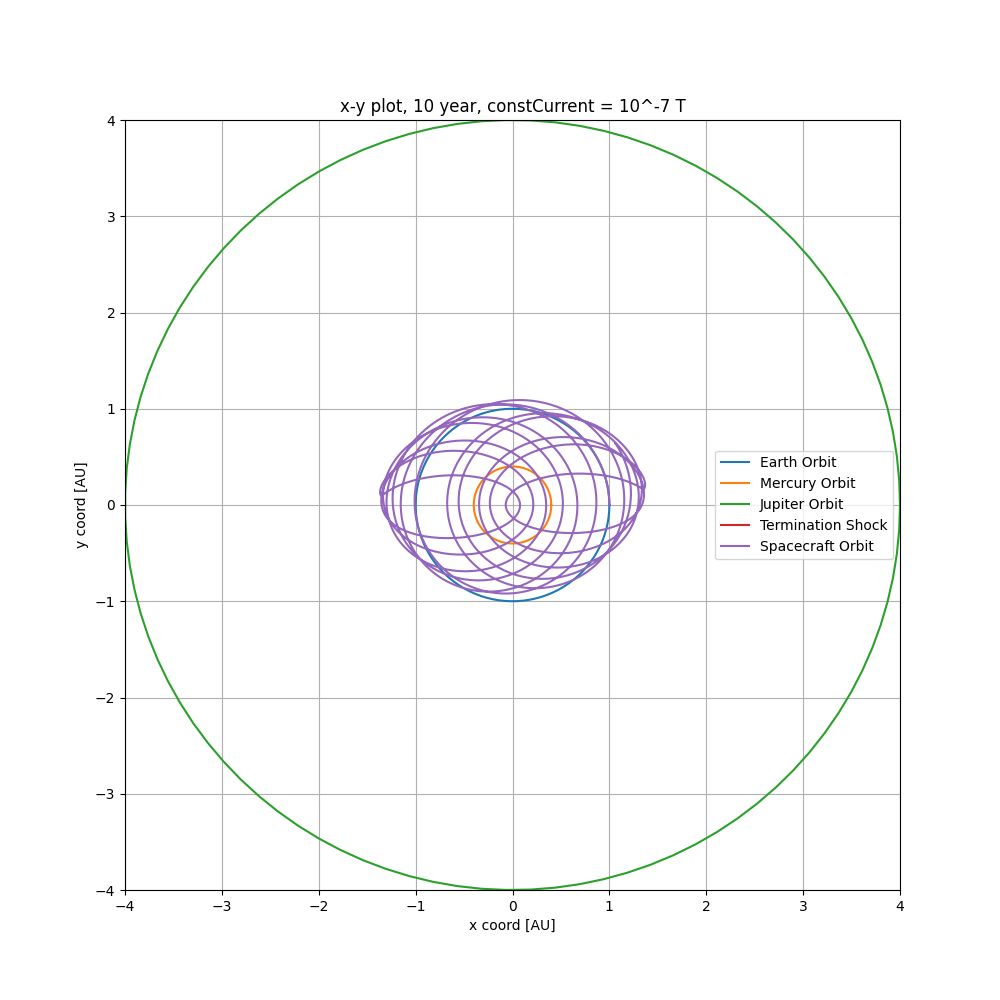 x-y plot, 10 year, constCurrent = 10^-7 T
4
3
2
1
0
−1
−2
−3
−4
y coord [AU]
Earth Orbit
Mercury Orbit
Jupiter Orbit
Termination Shock
Spacecraft Orbit
−4 −3 −2 −1 0 1 2 3 4
x coord [AU]